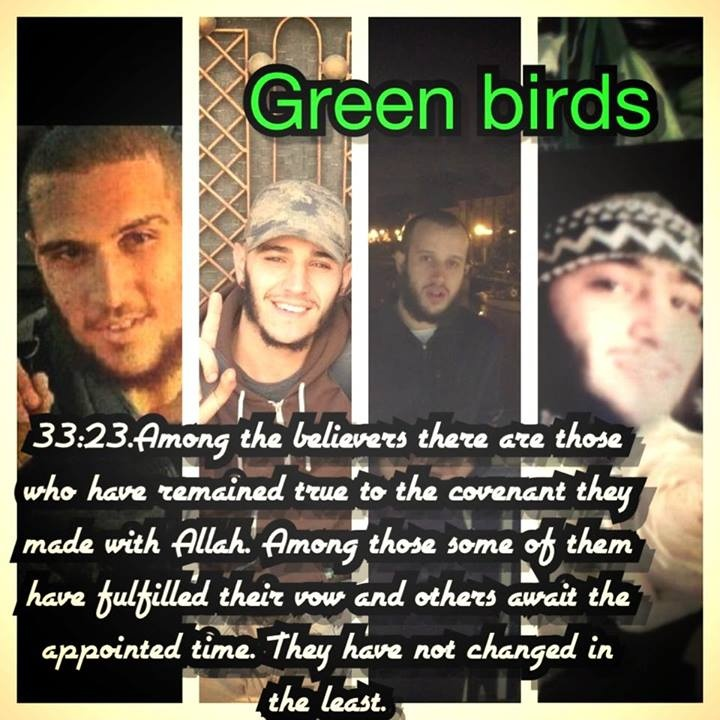 Green birds
33:23.Among the believers there are those
who have remained true to the covenant they
made with Allah. Among those some of them
have fulfilled their vow and others await the
appointed time. They have not changed in
the least.